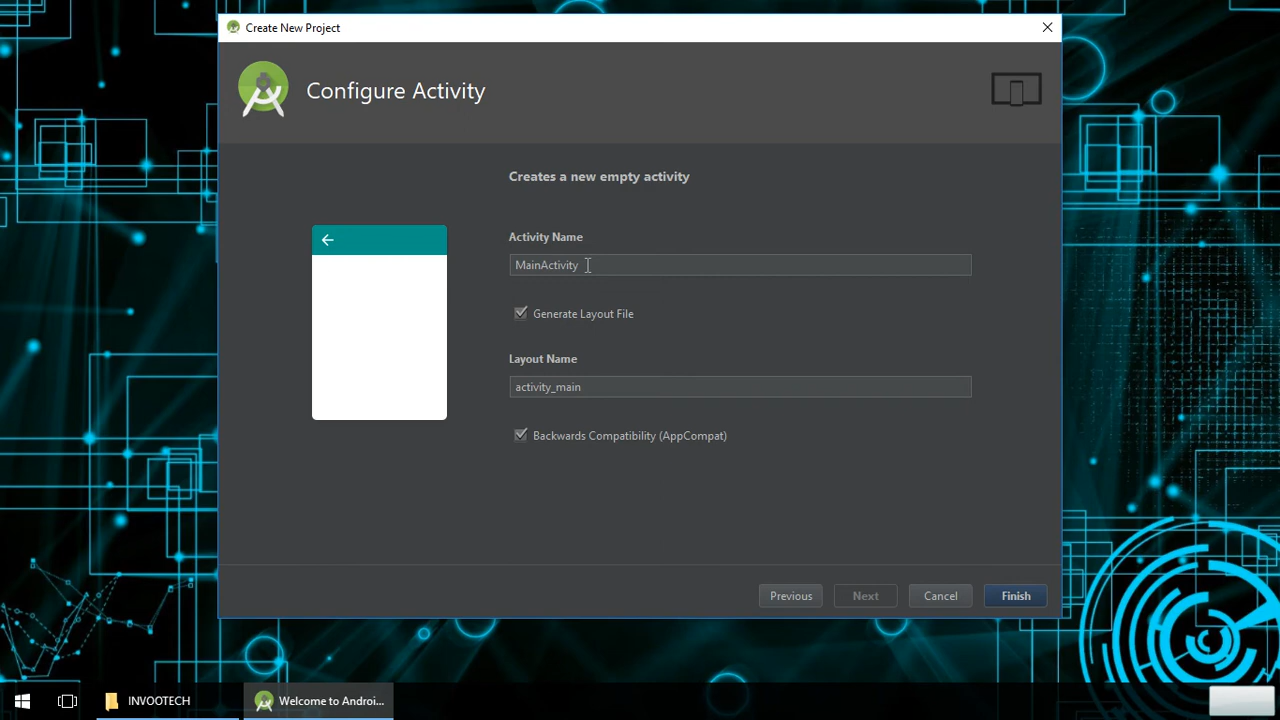 Create New Project
Configure Activity
Creates a new empty activity
Activity Name
MainActivity
Generate Layout File
Layout Name
activity_main
Backwards Compatibility (AppCompat)
Previous
Next
Cancel
Finish
INVOOTECH
Welcome to Androi...